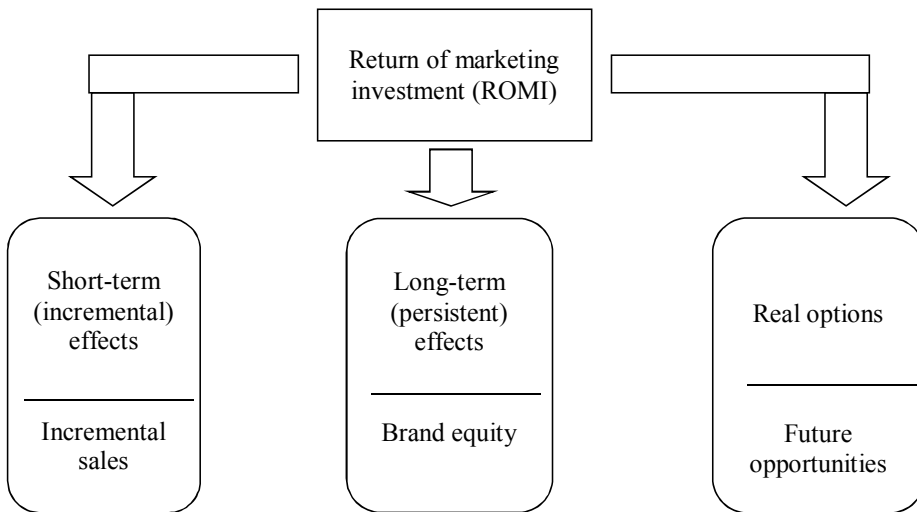 Return of marketing
investment (ROMI)
Short-term
(incremental)
effects
Incremental
sales
Long-term
(persistent)
effects
Brand equity
Real options
Future
opportunities